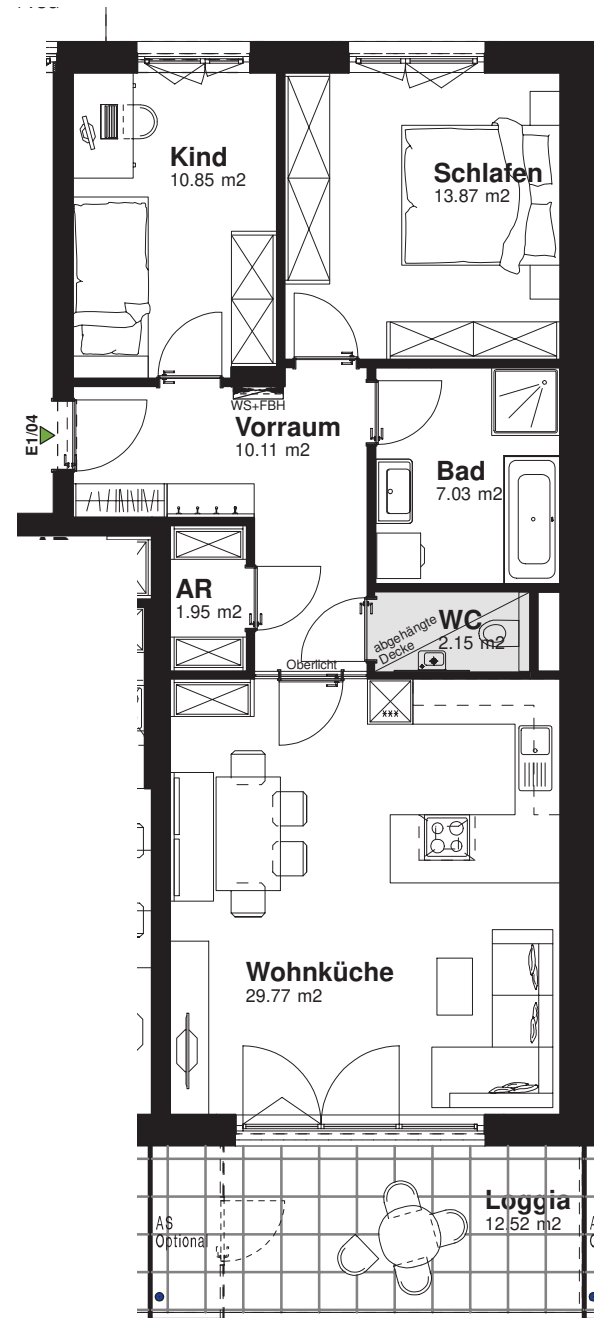 Kind
10.85 m2
Schlafen
13.87 m2
E1/04
WS+FBH
Vorraum
10.11 m2
Bad
7.03 m2
AR
1.95 m2
abgehängte
Decke
WC
2.15 m2
Oberlicht
***
Wohnküche
29.77 m2
Loggia
12.52 m2
AS
Optional